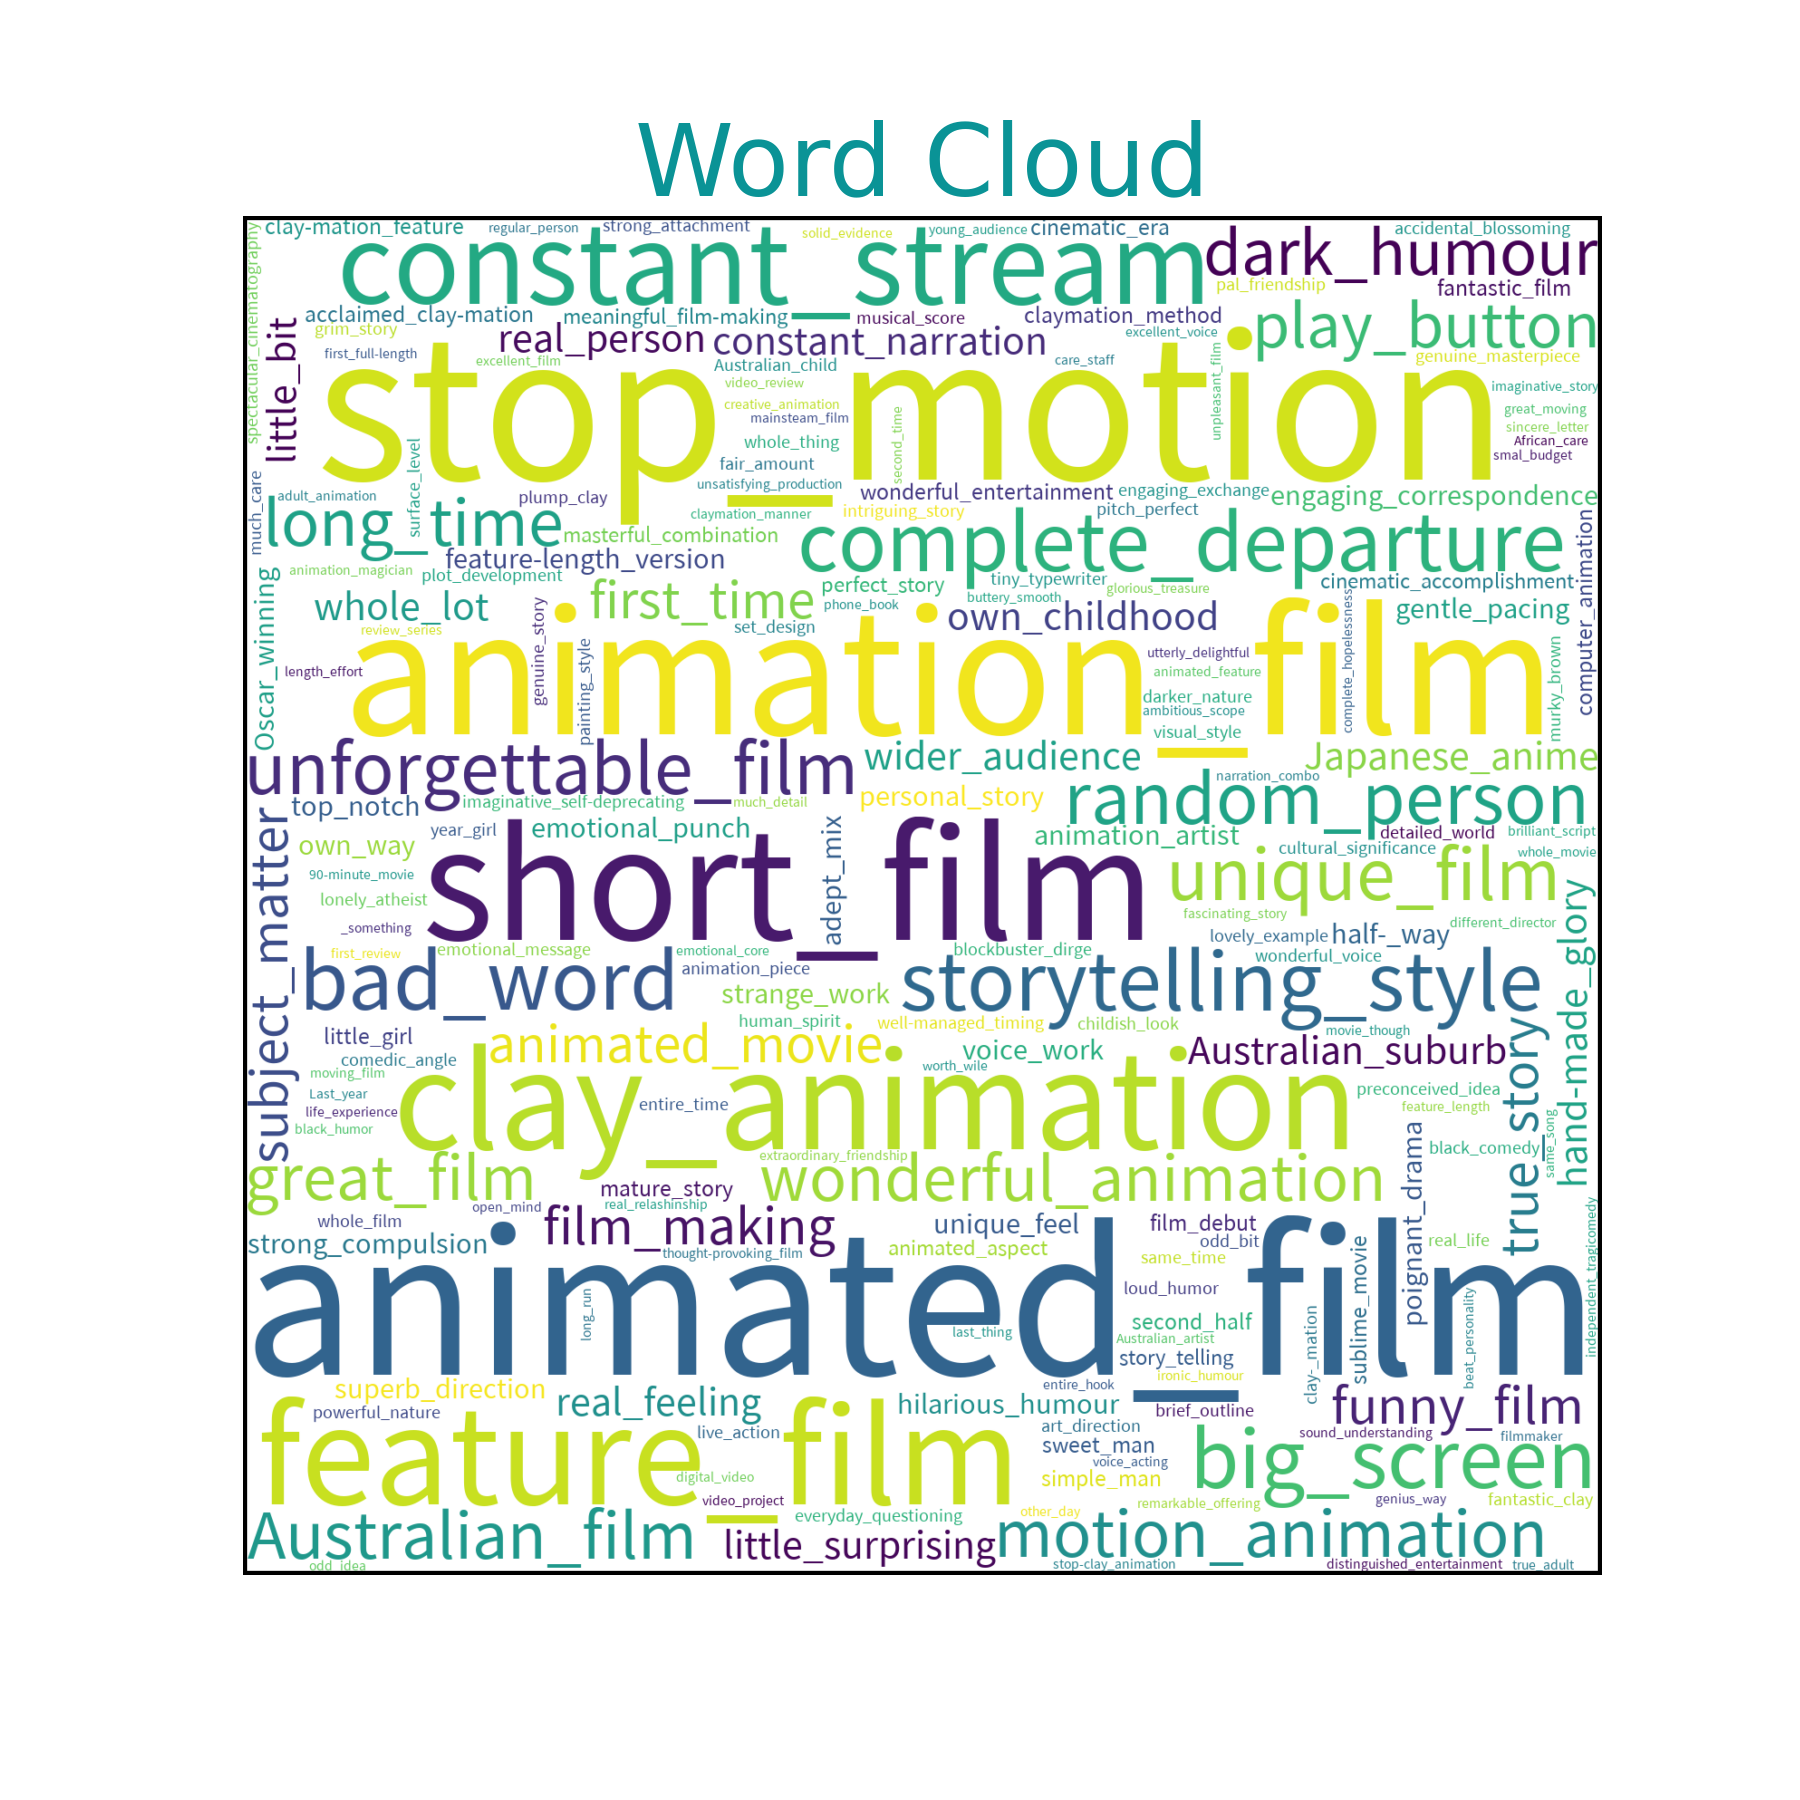 Word Cloud
clay-mation_feature
regular_person
strong_attachment
solid_evidence
young_audience
cinematic_era
accidental_blossoming
spectacular_cinematography
constant_stream
dark_humour
pal_friendship
fantastic_film
acclaimed_clay-mation
meaningful_film-making
musical_score
claymation_method
play_button
little_bit
grim_story
real_person
constant_narration
excellent_voice
first_full-length
excellent_film
Australian_child
care_staff
genuine_masterpiece
stop_motion
video_review
unpleasant_film
imaginative_story
creative_animation
mainsteam_film
second_time
great_moving
sincere_letter
whole_thing
African_care
smal_budget
surface_level
fair_amount
much_care
adult_animation
plump_clay
unsatisfying_production
wonderful_entertainment
engaging_exchange
engaging_correspondence
long_time
claymation_manner
intriguing_story
pitch_perfect
computer_animation
masterful_combination
complete_departure
feature-length_version
animation_magician
plot_development
perfect_story
tiny_typewriter
glorious_treasure
cinematic_accomplishment
Oscar_winning
whole_lot
first_time
phone_book
buttery_smooth
own_childhood
complete_hopelessness
gentle_pacing
review_series
genuine_story
set_design
painting_style
animation_film
utterly_delightful
length_effort
animated_feature
murky_brown
darker_nature
ambitious_scope
visual_style
unforgettable_film
wider_audience
Japanese_anime
narration_combo
top_notch
imaginative_self-deprecating
much_detail
personal_story
random_person
subject_matter
year_girl
emotional_punch
adept_mix
animation_artist
detailed_world
brilliant_script
own_way
short_film
cultural_significance
whole_movie
90-minute_movie
unique_film
lonely_atheist
fascinating_story
hand-made_glory
_something
different_director
first_review
emotional_message
emotional_core
blockbuster_dirge
lovely_example
half-_way
bad_word
animation_piece
storytelling_style
wonderful_voice
strange_work
little_girl
human_spirit
well-managed_timing
childish_look
movie_though
true_story
comedic_angle
animated_movie
voice_work
Australian_suburb
moving_film
worth_wile
Last_year
clay_animation
preconceived_idea
life_experience
entire_time
feature_length
black_humor
poignant_drama
black_comedy
same_song
great_film
extraordinary_friendship
wonderful_animation
mature_story
open_mind
real_relashinship
whole_film
film_making
unique_feel
film_debut
strong_compulsion
thought-provoking_film
animated_aspect
odd_bit
same_time
sublime_movie
real_life
independent_tragicomedy
animated_film
loud_humor
long_run
last_thing
second_half
Australian_artist
clay-_mation
beat_personality
story_telling
ironic_humour
superb_direction
real_feeling
entire_hook
hilarious_humour
brief_outline
funny_film
powerful_nature
live_action
art_direction
feature_film
sweet_man
sound_understanding
filmmaker
voice_acting
big_screen
digital_video
simple_man
video_project
remarkable_offering
genius_way
fantastic_clay
Australian_film
everyday_questioning
other_day
little_surprising
motion_animation
odd_idea
stop-clay_animation
distinguished_entertainment
true_adult